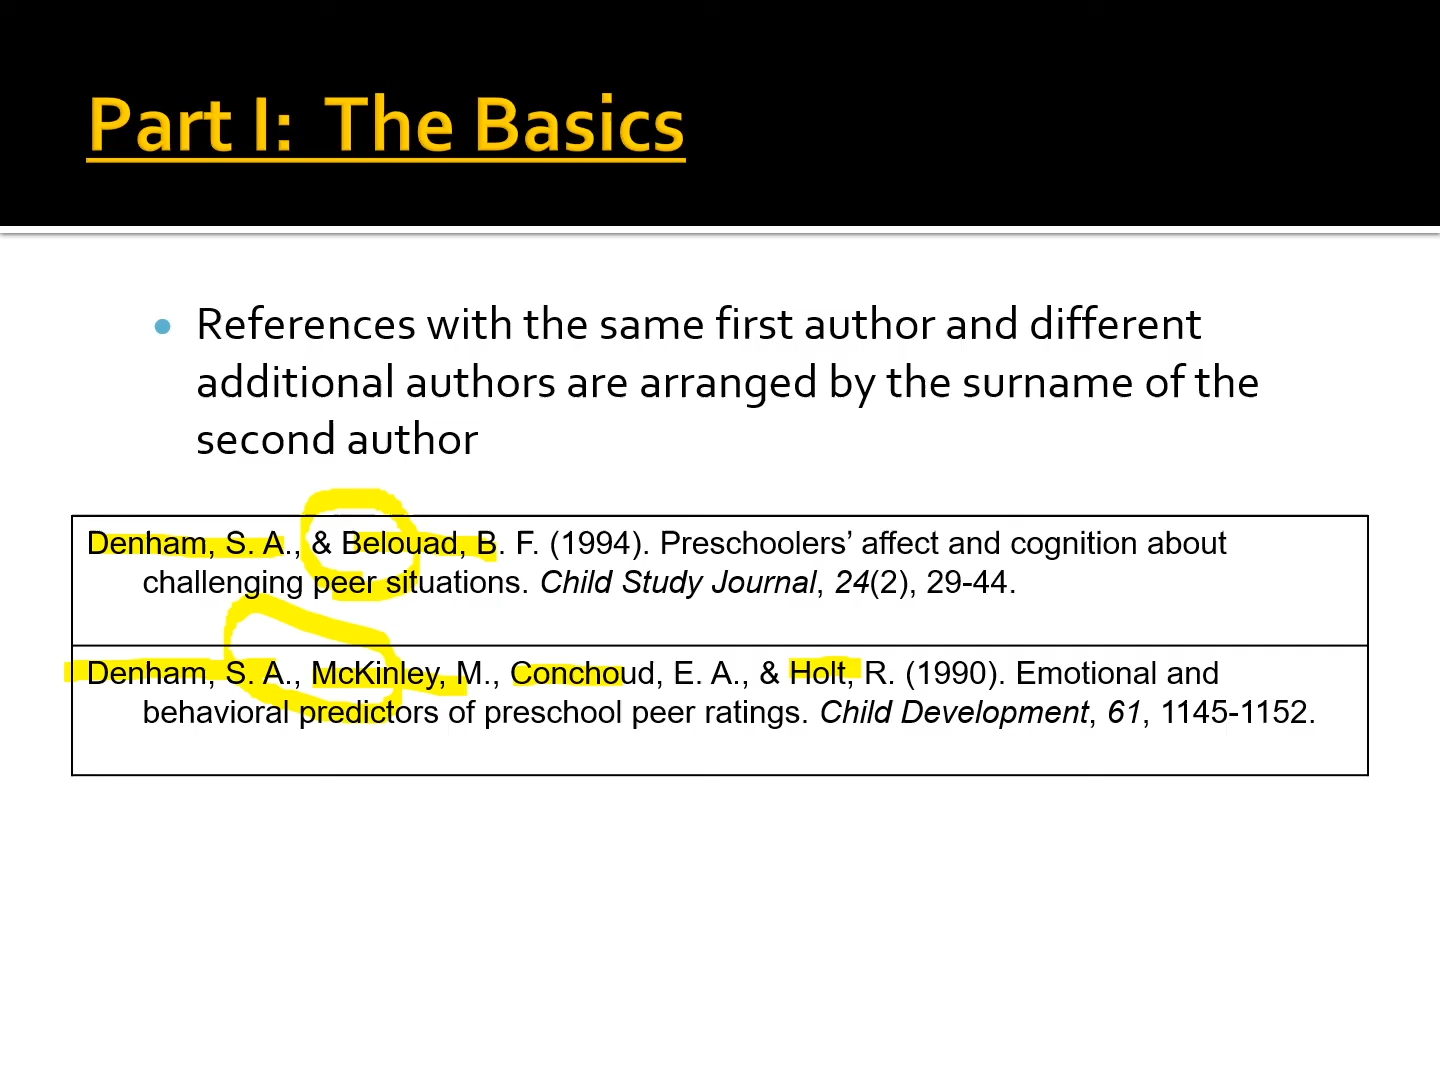 Part I: The Basics
• References with the same first author and different
additional authors are arranged by the surname of the
second author
Denham, S. A., & Belouad, B. F. (1994). Preschoolers’ affect and cognition about
challenging peer situations. Child Study Journal, 24(2), 29-44.
Denham, S. A., McKinley, M., Conchoud, E. A., & Holt, R. (1990). Emotional and
behavioral predictors of preschool peer ratings. Child Development, 61, 1145-1152.